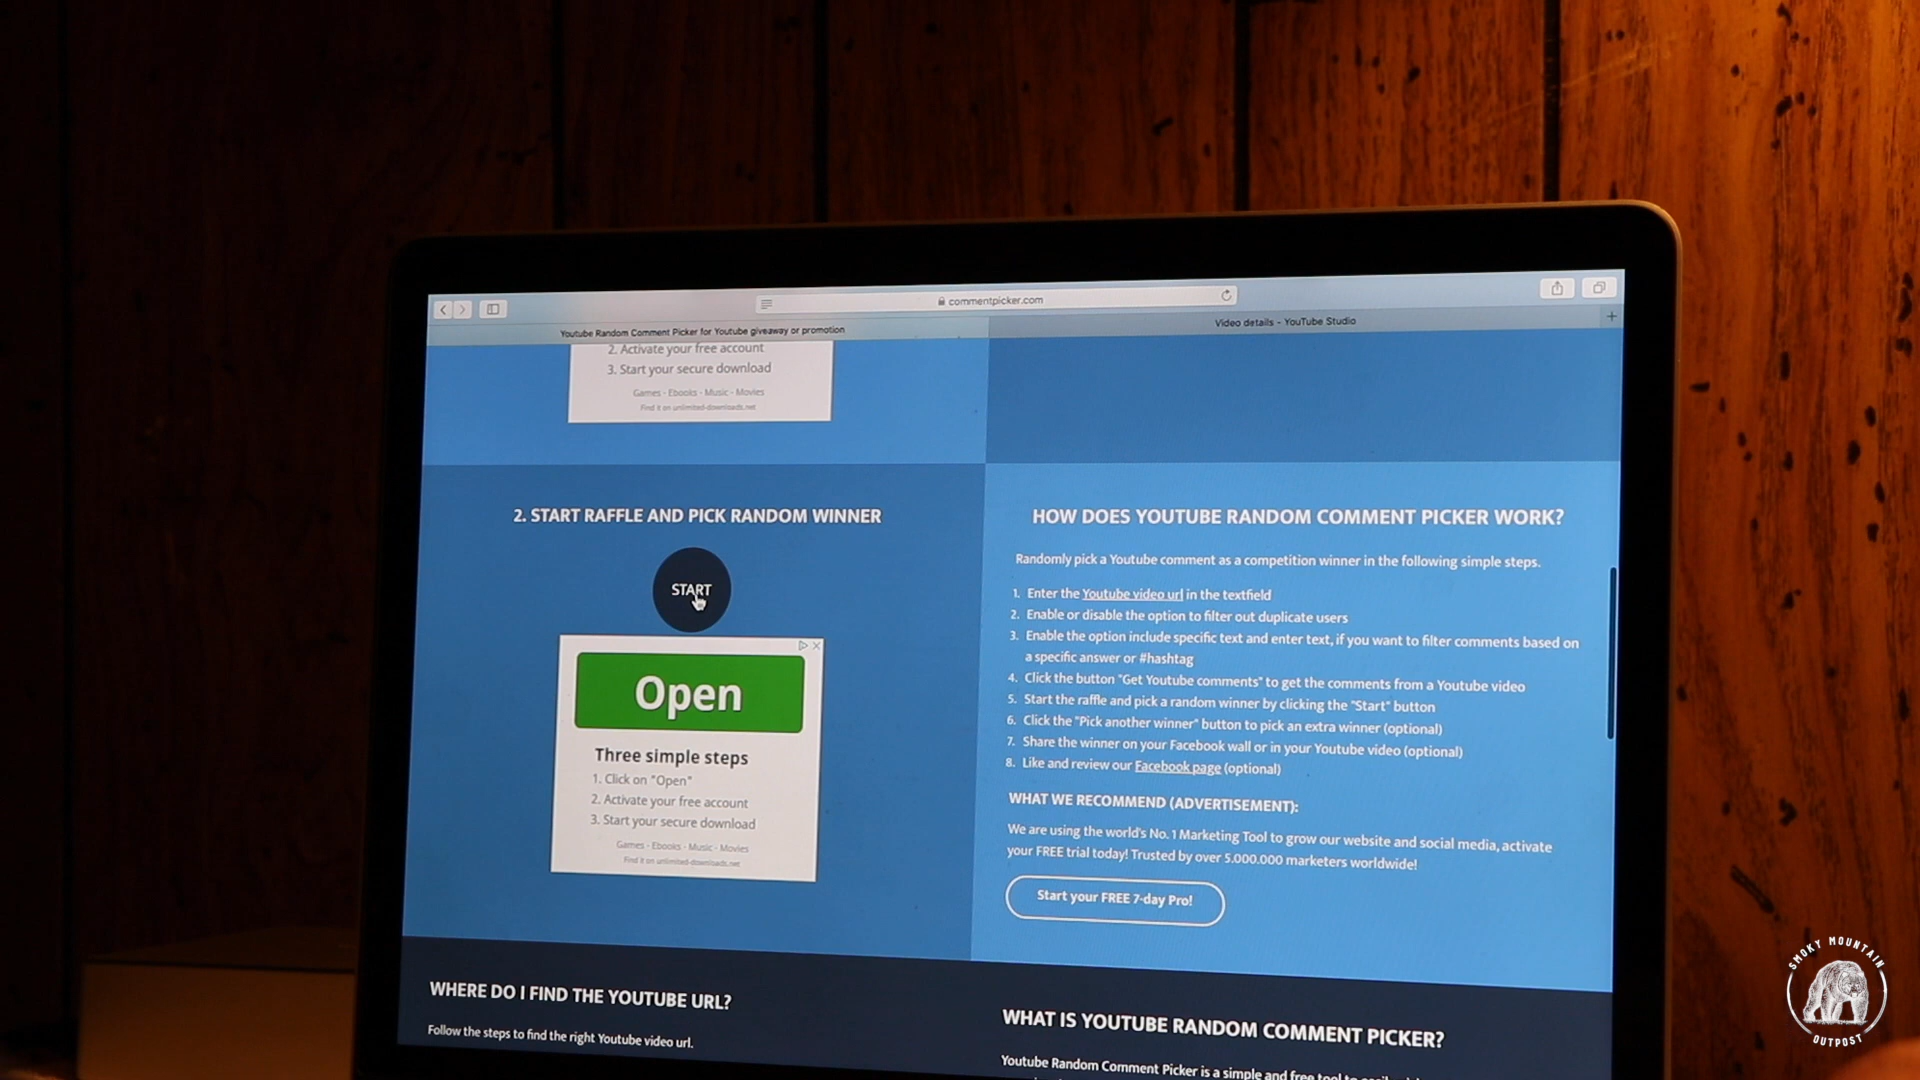 commentpicker.com
Youtube Random Comment Picker for Youtube giveaway or promotion
Video details - YouTube Studio
2. Activate your free account
3. Start your secure download
Games - Ebooks - Music - Movies
Find it on unlimited-downloads.net
2. START RAFFLE AND PICK RANDOM WINNER
START
Open
Three simple steps
1. Click on "Open"
2. Activate your free account
3. Start your secure download
Games - Ebooks - Music - Movies
Find it on unlimited-downloads.net
HOW DOES YOUTUBE RANDOM COMMENT PICKER WORK?
Randomly pick a Youtube comment as a competition winner in the following simple steps.
1. Enter the Youtube video url in the textfield
2. Enable or disable the option to filter out duplicate users
3. Enable the option include specific text and enter text, if you want to filter comments based on
a specific answer or #hashtag
4. Click the button "Get Youtube comments" to get the comments from a Youtube video
5. Start the raffle and pick a random winner by clicking the "Start" button
6. Click the "Pick another winner" button to pick an extra winner (optional)
7. Share the winner on your Facebook wall or in your Youtube video (optional)
8. Like and review our Facebook page (optional)
WHAT WE RECOMMEND (ADVERTISEMENT):
We are using the world's No. 1 Marketing Tool to grow our website and social media, activate
your FREE trial today! Trusted by over 5.000.000 marketers worldwide!
Start your FREE 7-day Pro!
WHERE DO I FIND THE YOUTUBE URL?
Follow the steps to find the right Youtube video url.
WHAT IS YOUTUBE RANDOM COMMENT PICKER?
Youtube Random Comment Picker is a simple and free tool to
SMOKY MOUNTAIN
OUTPOST